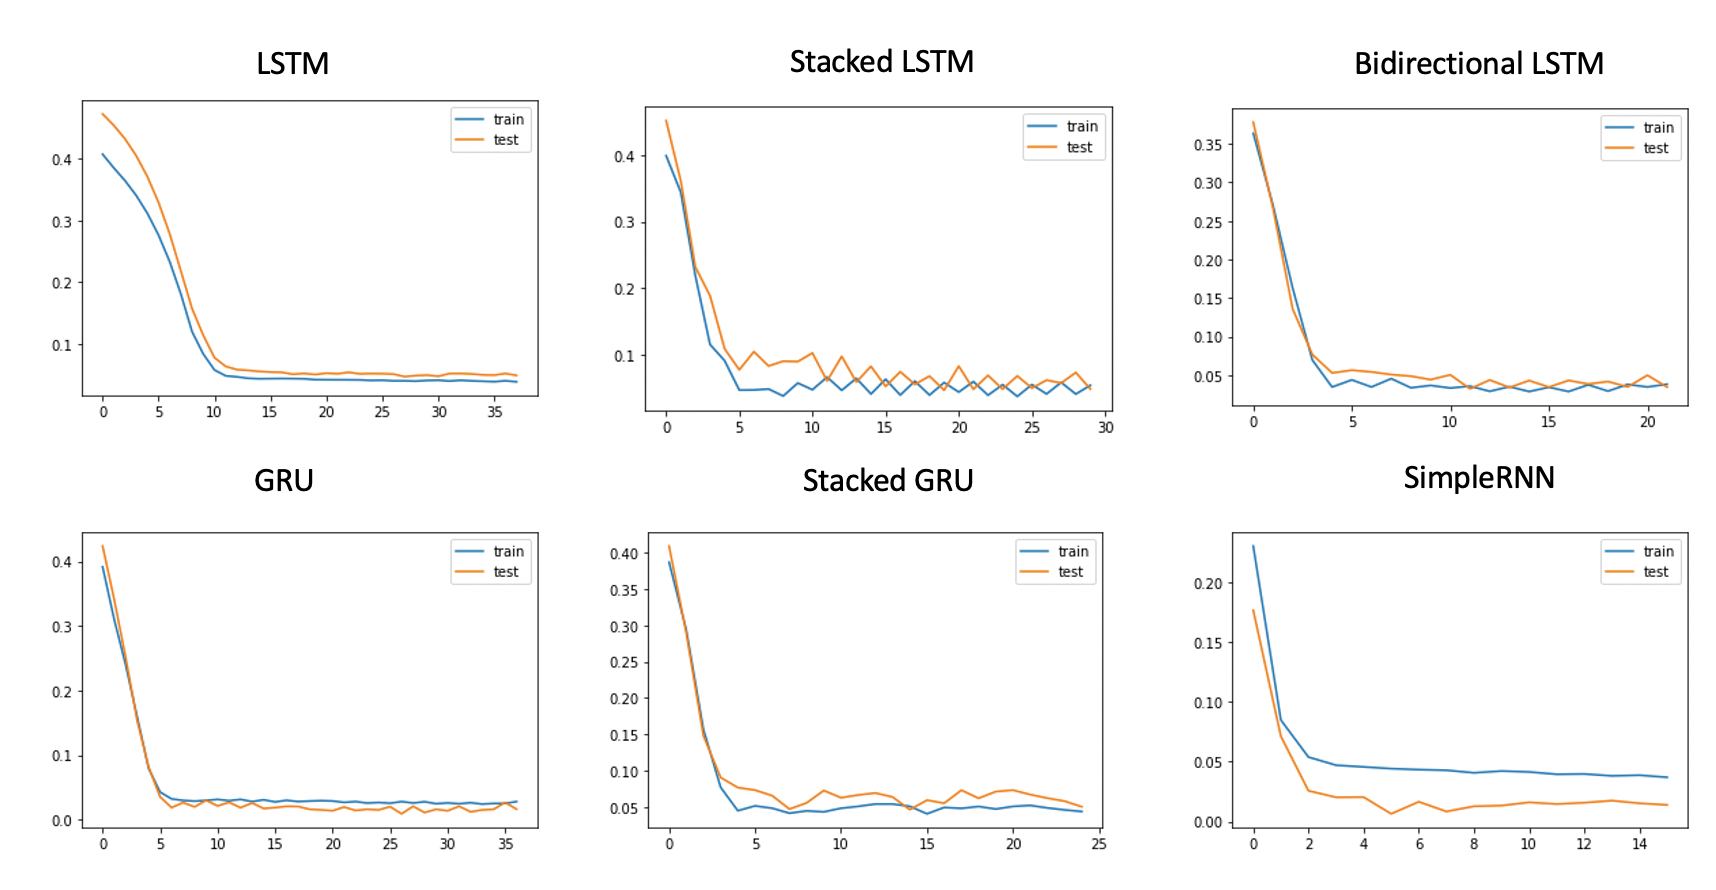 LSTM
train
test
0.4
0.3
0.2
0.1
0 5 10 15 20 25 30 35
Stacked LSTM
train
test
0.4
0.3
0.2
0.1
0 5 10 15 20 25 30
Bidirectional LSTM
train
test
0.35
0.30
0.25
0.20
0.15
0.10
0.05
0 5 10 15 20
GRU
train
test
0.4
0.3
0.2
0.1
0.0
0 5 10 15 20 25 30 35
Stacked GRU
train
test
0.40
0.35
0.30
0.25
0.20
0.15
0.10
0.05
0 5 10 15 20 25
SimpleRNN
train
test
0.20
0.15
0.10
0.05
0.00
0 2 4 6 8 10 12 14